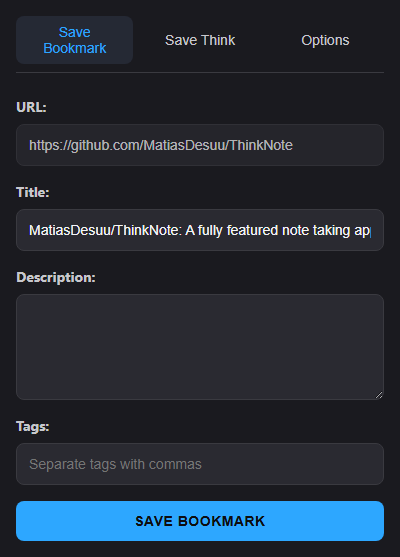 Save
Bookmark
Save Think
Options
URL:
https://github.com/MatiasDesuu/ThinkNote
Title:
MatiasDesuu/ThinkNote: A fully featured note taking ap
Description:
Tags:
Separate tags with commas
SAVE BOOKMARK